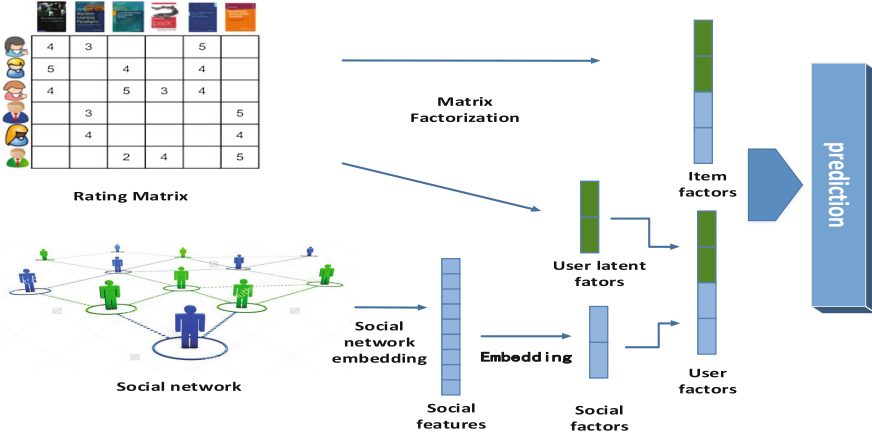 4 3 5
5 4 4
4 5 3 4
3 5
4 4
2 4 5
Rating Matrix
Matrix
Factorization
Item
factors
prediction
User latent
fators
Social network
Social
network
embedding
Embedding
Social
features
Social
factors
User
factors